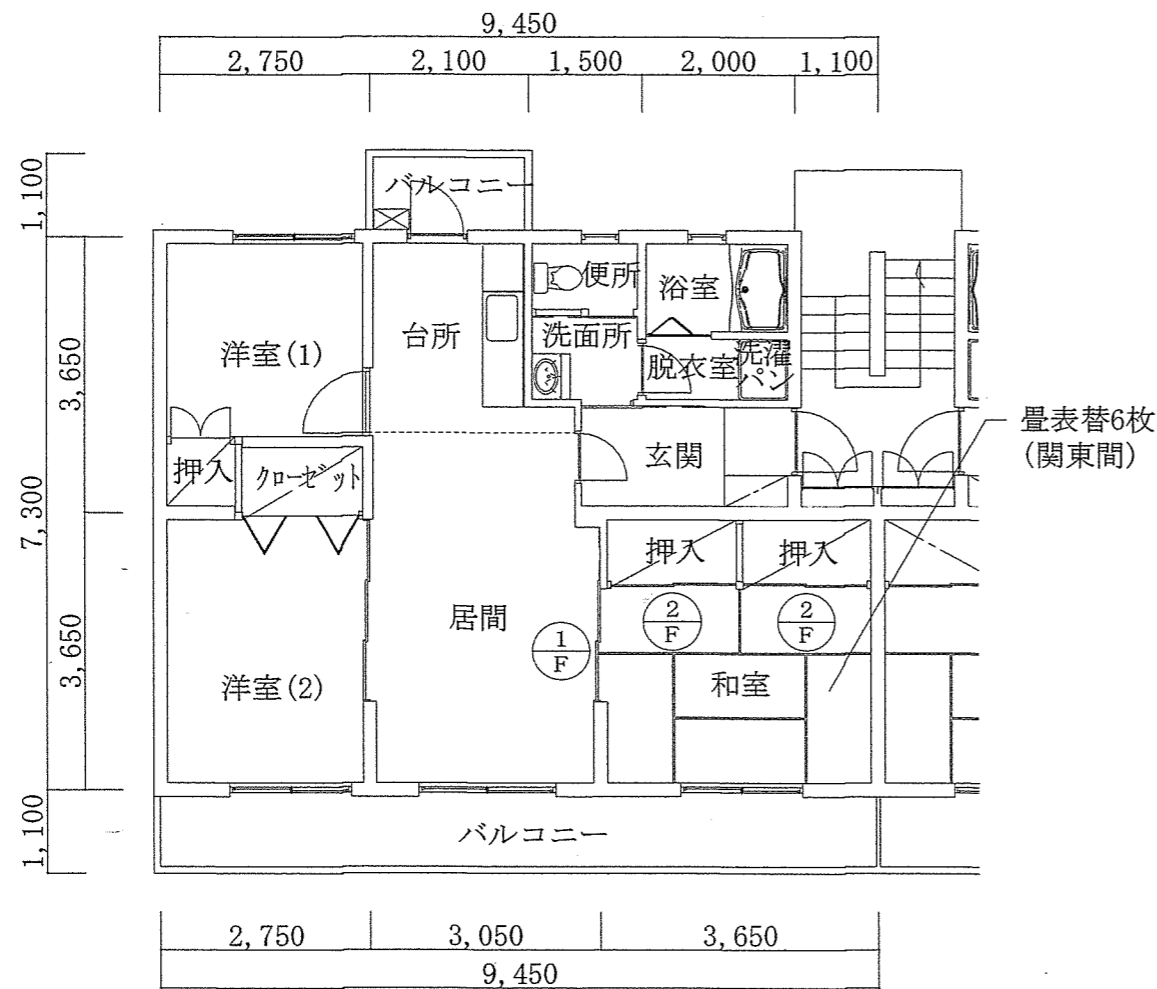 9,450
2,750
2,100
1,500
2,000
1,100
1,100
3,650
7,300
3,650
1,100
バルコニー
洋室(1)
台所
便所
浴室
洗面所
脱衣室
洗濯
パン
押入
クローゼット
玄関
畳表替6枚
(関東間)
押入
押入
居間
1
F
2
F
2
F
洋室(2)
和室
バルコニー
2,750
3,050
3,650
9,450